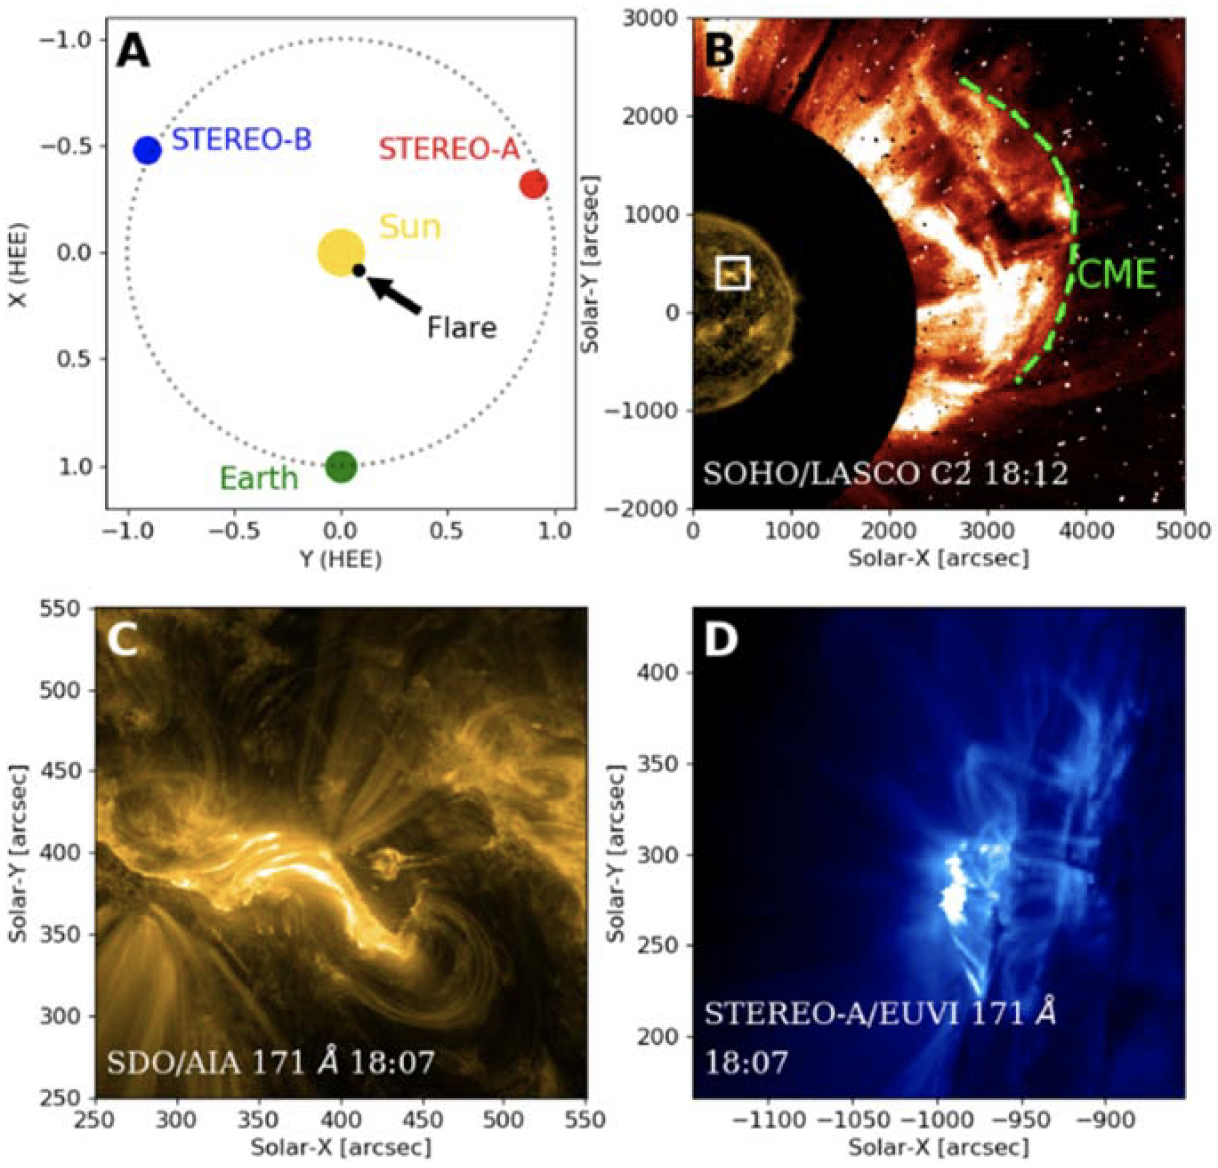 A
−1.0
−0.5
0.0
0.5
1.0
X (HEE)
STEREO-B
STEREO-A
Sun
Flare
Earth
−1.0
−0.5
0.0
0.5
1.0
Y (HEE)
B
3000
2000
1000
0
−1000
−2000
Solar-Y [arcsec]
CME
SOHO/LASCO C2 18:12
0
1000
2000
3000
4000
5000
Solar-X [arcsec]
C
550
500
450
400
350
300
250
Solar-Y [arcsec]
SDO/AIA 171 Å 18:07
250
300
350
400
450
500
550
Solar-X [arcsec]
D
400
350
300
250
200
Solar-Y [arcsec]
STEREO-A/EUVI 171 Å
18:07
−1100
−1050
−1000
−950
−900
Solar-X [arcsec]